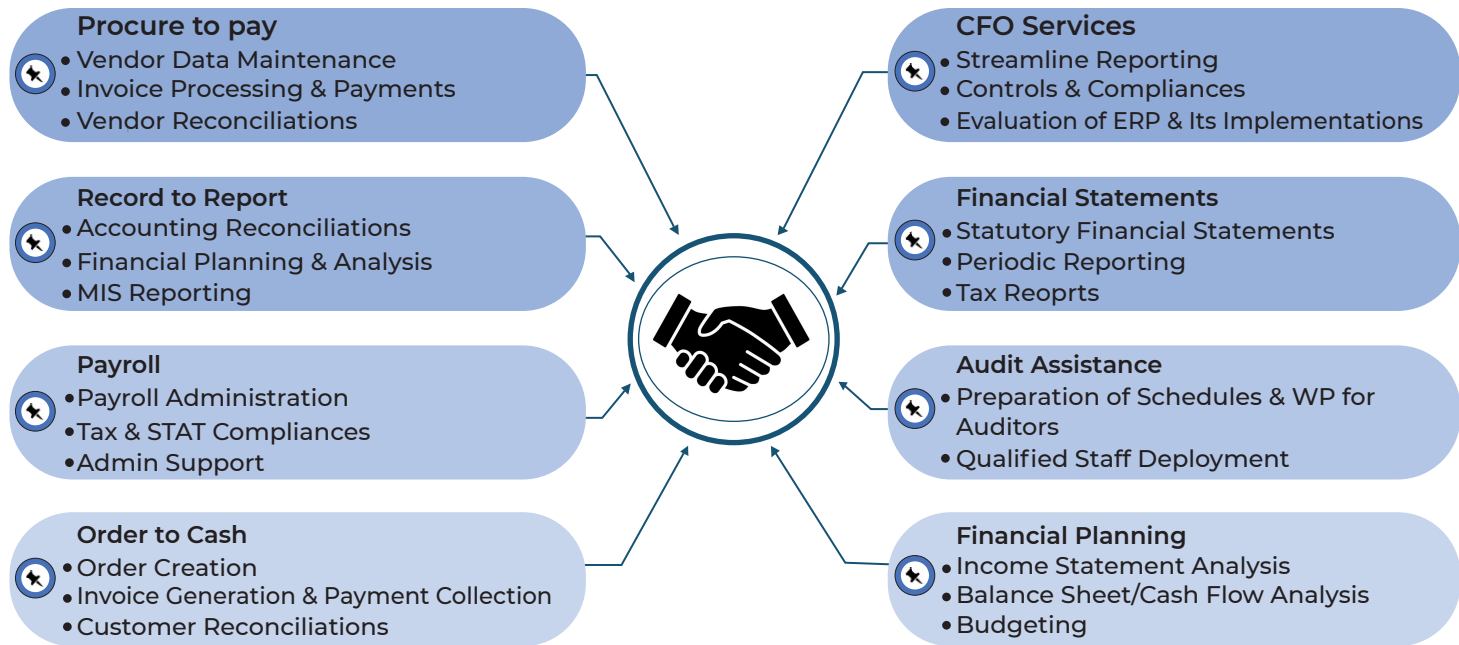 Procure to pay
• Vendor Data Maintenance
• Invoice Processing & Payments
• Vendor Reconciliations
Record to Report
• Accounting Reconciliations
• Financial Planning & Analysis
• MIS Reporting
Payroll
• Payroll Administration
• Tax & STAT Compliances
• Admin Support
Order to Cash
• Order Creation
• Invoice Generation & Payment Collection
• Customer Reconciliations
CFO Services
• Streamline Reporting
• Controls & Compliances
• Evaluation of ERP & Its Implementations
Financial Statements
• Statutory Financial Statements
• Periodic Reporting
• Tax Reoprts
Audit Assistance
• Preparation of Schedules & WP for
Auditors
• Qualified Staff Deployment
Financial Planning
• Income Statement Analysis
• Balance Sheet/Cash Flow Analysis
• Budgeting